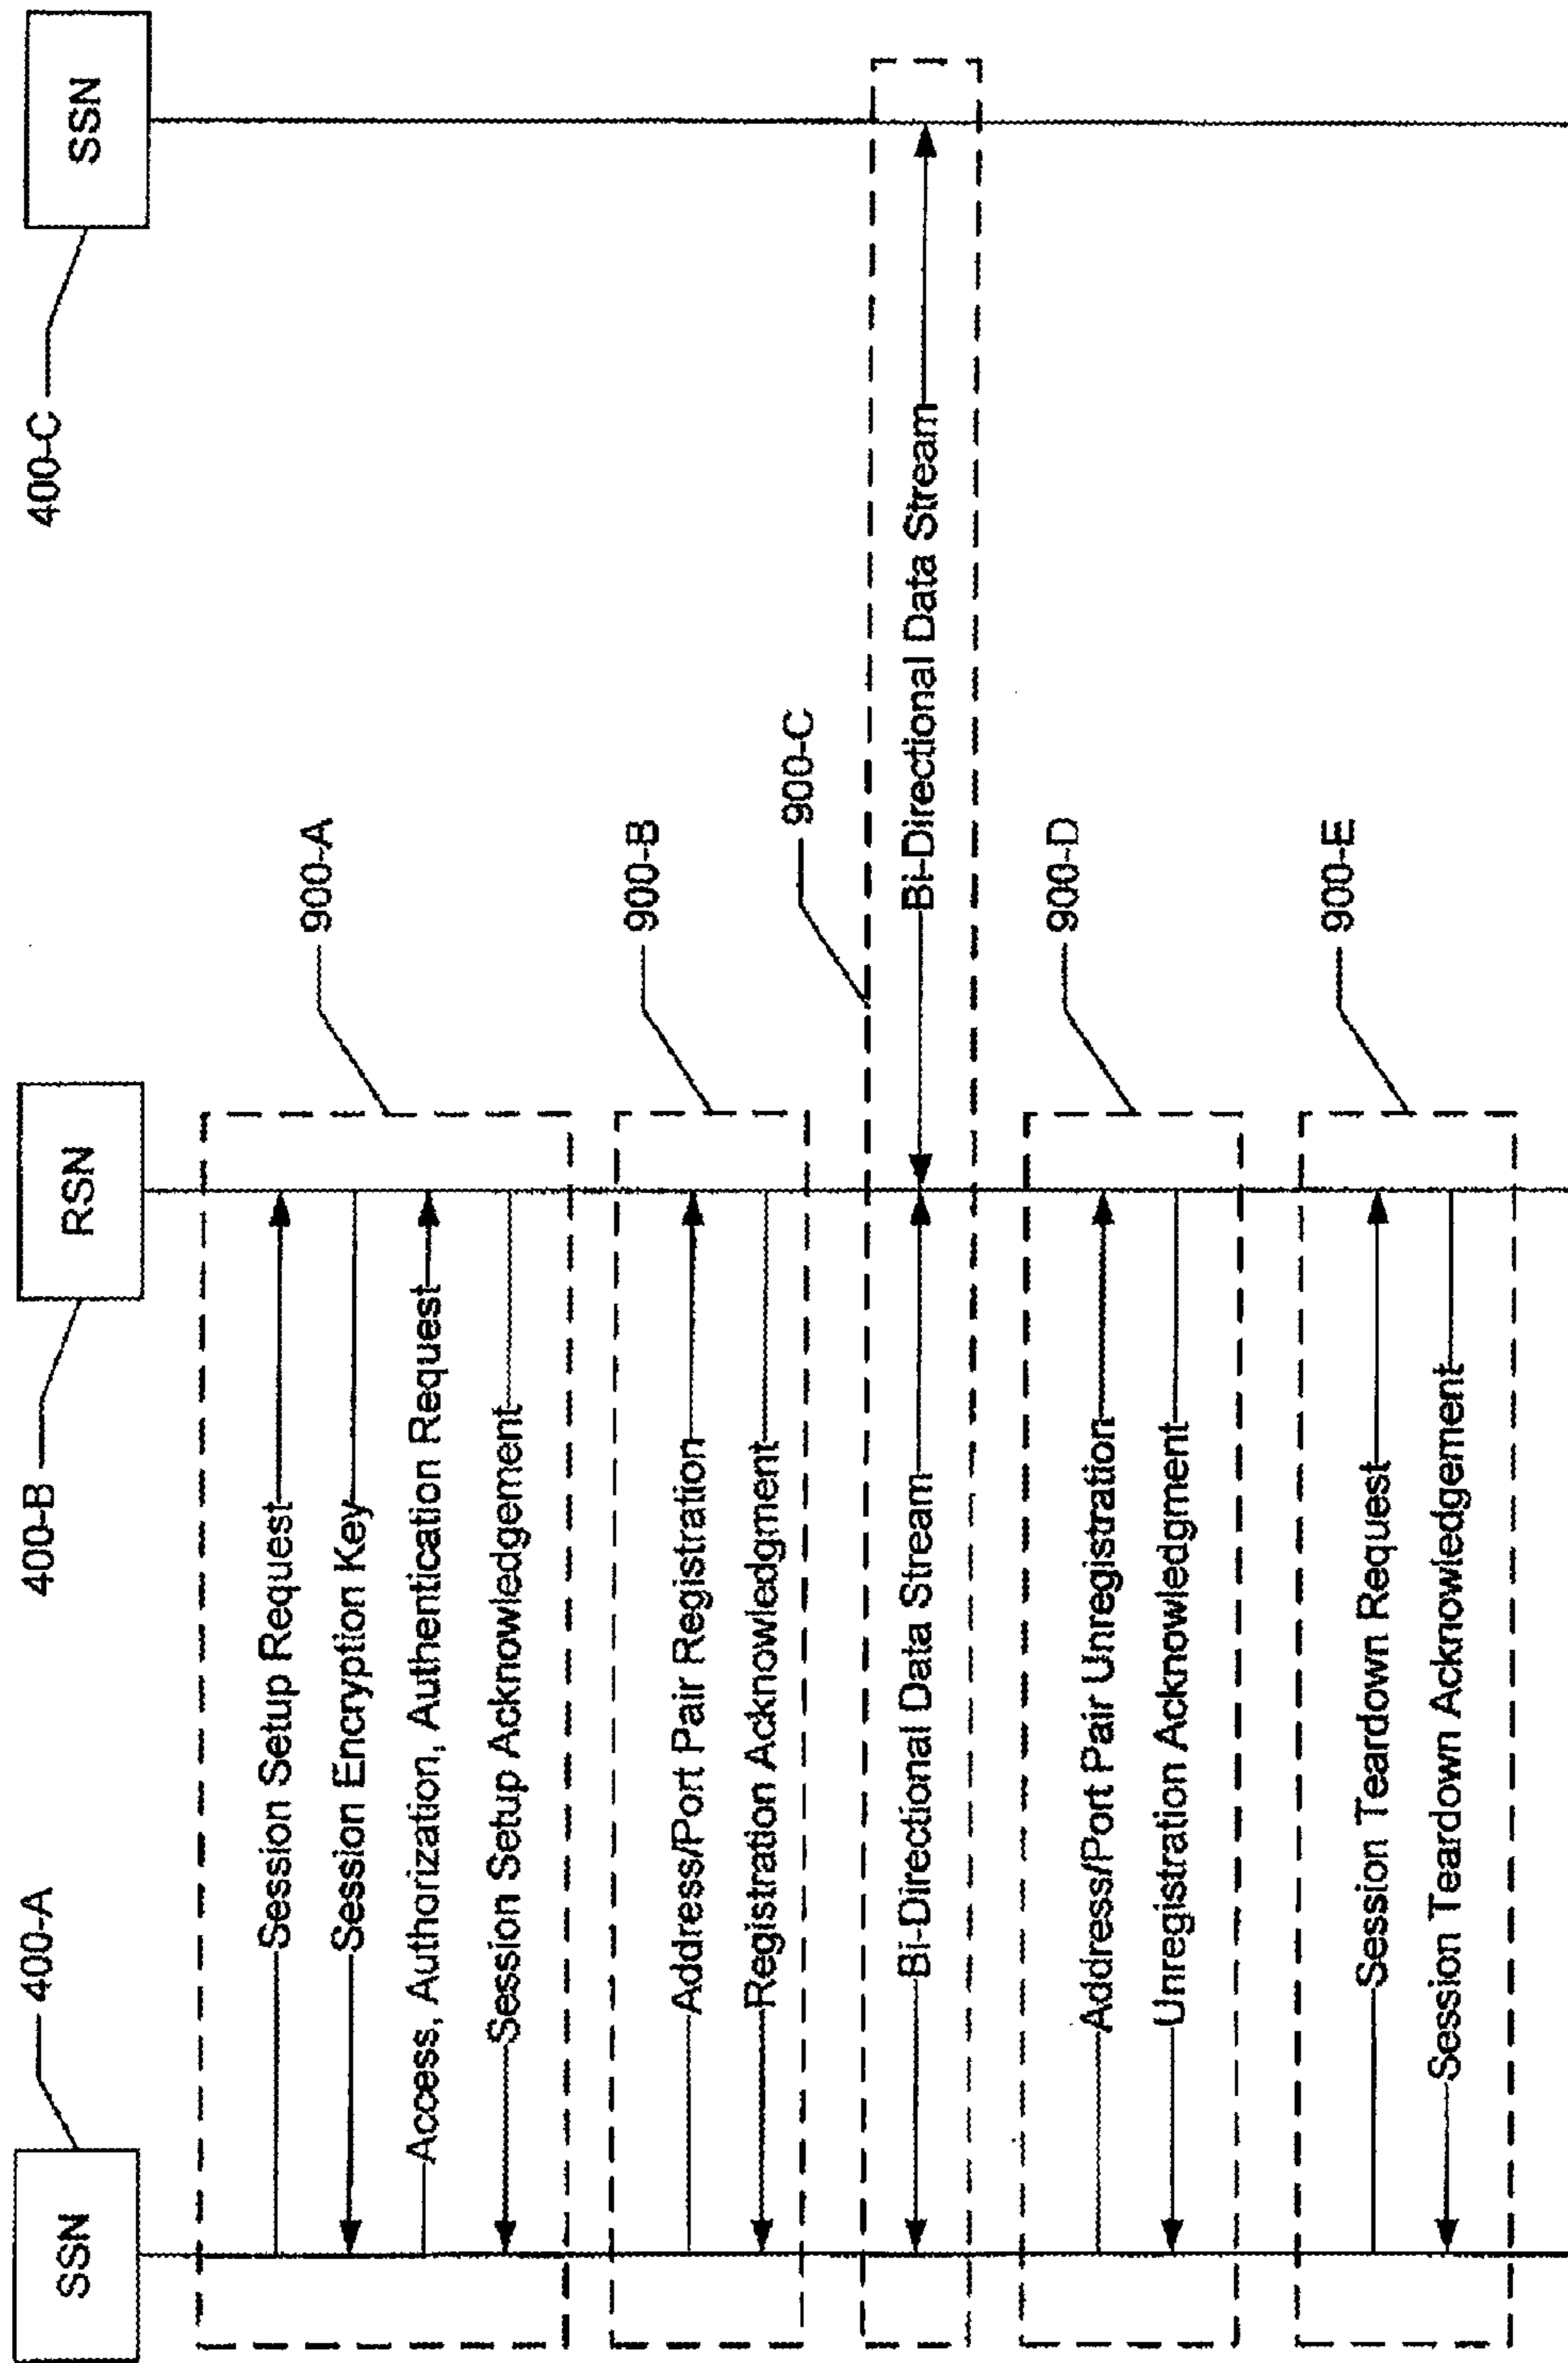 SSN
400-A
RSN
400-B
SSN
400-C
900-A
Session Setup Request
Session Encryption Key
Access, Authorization, Authentication Request
Session Setup Acknowledgement
900-B
Address/Port Pair Registration
Registration Acknowledgment
900-C
Bi-Directional Data Stream
Bi-Directional Data Stream
900-D
Address/Port Pair Unregistration
Unregistration Acknowledgment
900-E
Session Teardown Request
Session Teardown Acknowledgement